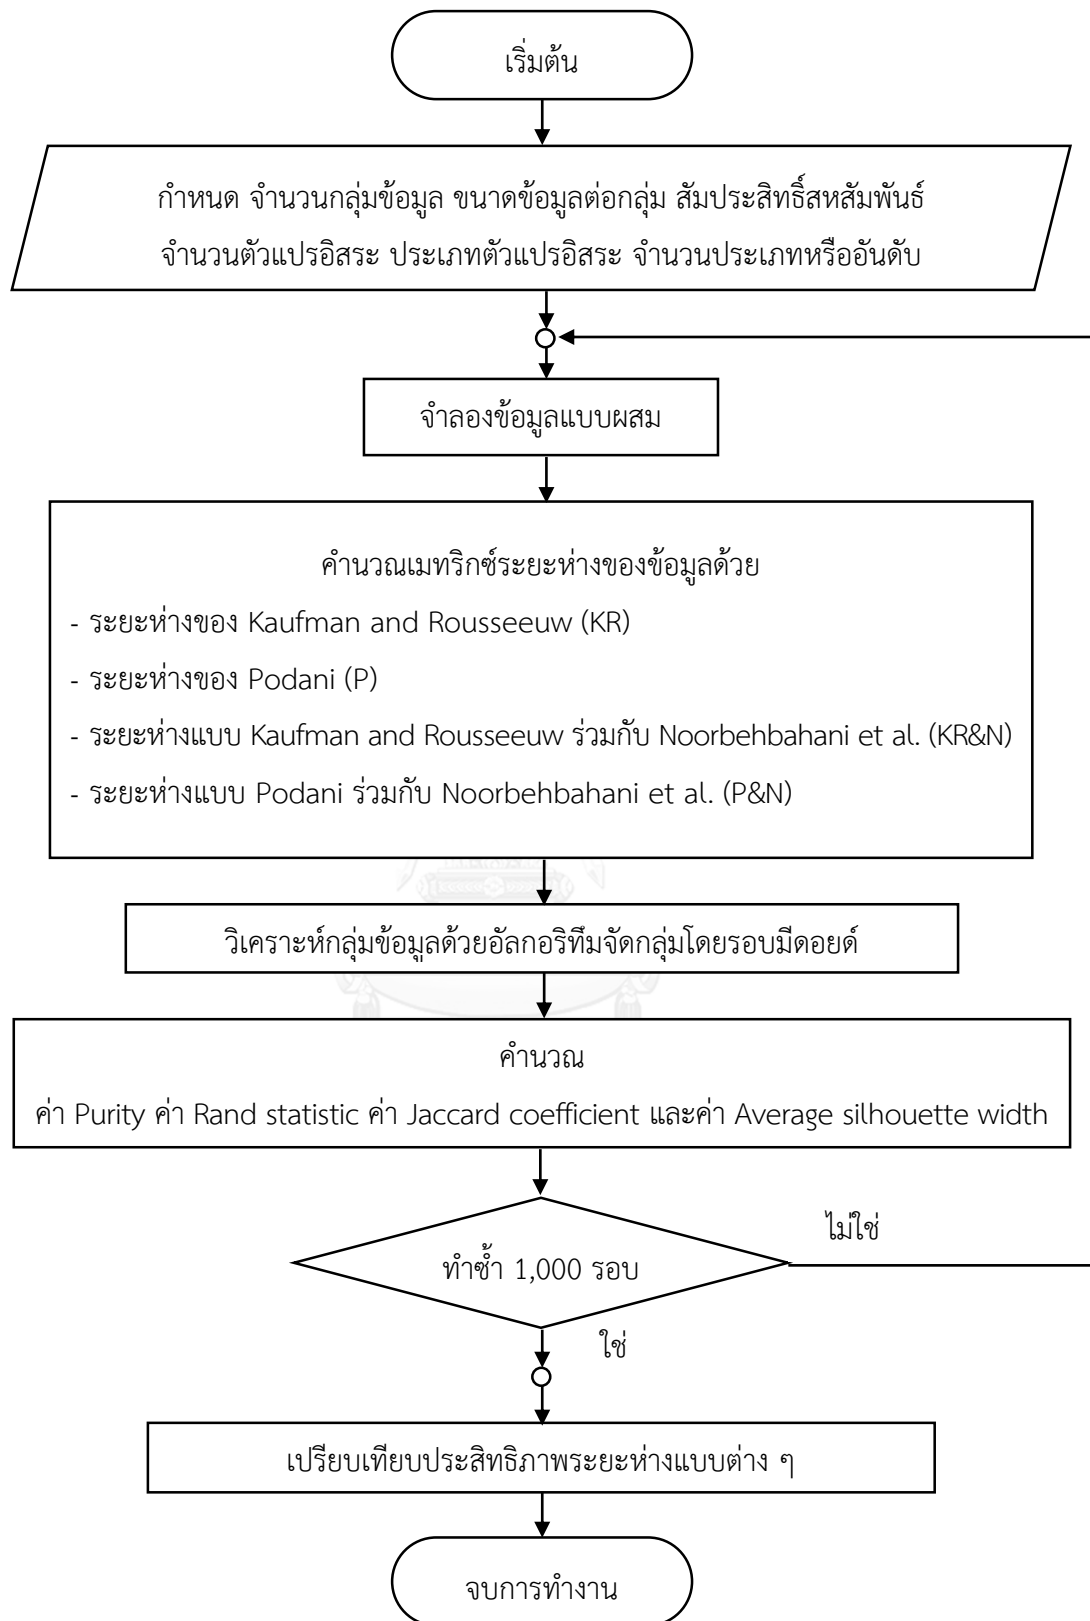 เริ่มต้น
กำหนด จำนวนกลุ่มข้อมูล ขนาดข้อมูลต่อกลุ่ม สัมประสิทธิ์สหสัมพันธ์
จำนวนตัวแปรอิสระ ประเภทตัวแปรอิสระ จำนวนประเภทหรืออันดับ
จำลองข้อมูลแบบผสม
คำนวณเมทริกซ์ระยะห่างของข้อมูลด้วย
- ระยะห่างของ Kaufman and Rousseeuw (KR)
- ระยะห่างของ Podani (P)
- ระยะห่างแบบ Kaufman and Rousseeuw ร่วมกับ Noorbehbahani et al. (KR&N)
- ระยะห่างแบบ Podani ร่วมกับ Noorbehbahani et al. (P&N)
วิเคราะห์กลุ่มข้อมูลด้วยอัลกอริทึมจัดกลุ่มโดยรอบมีดอยด์
คำนวณ
ค่า Purity ค่า Rand statistic ค่า Jaccard coefficient และค่า Average silhouette width
ไม่ใช่
ทำซ้ำ 1,000 รอบ
ใช่
เปรียบเทียบประสิทธิภาพระยะห่างแบบต่าง ๆ
จบการทำงาน